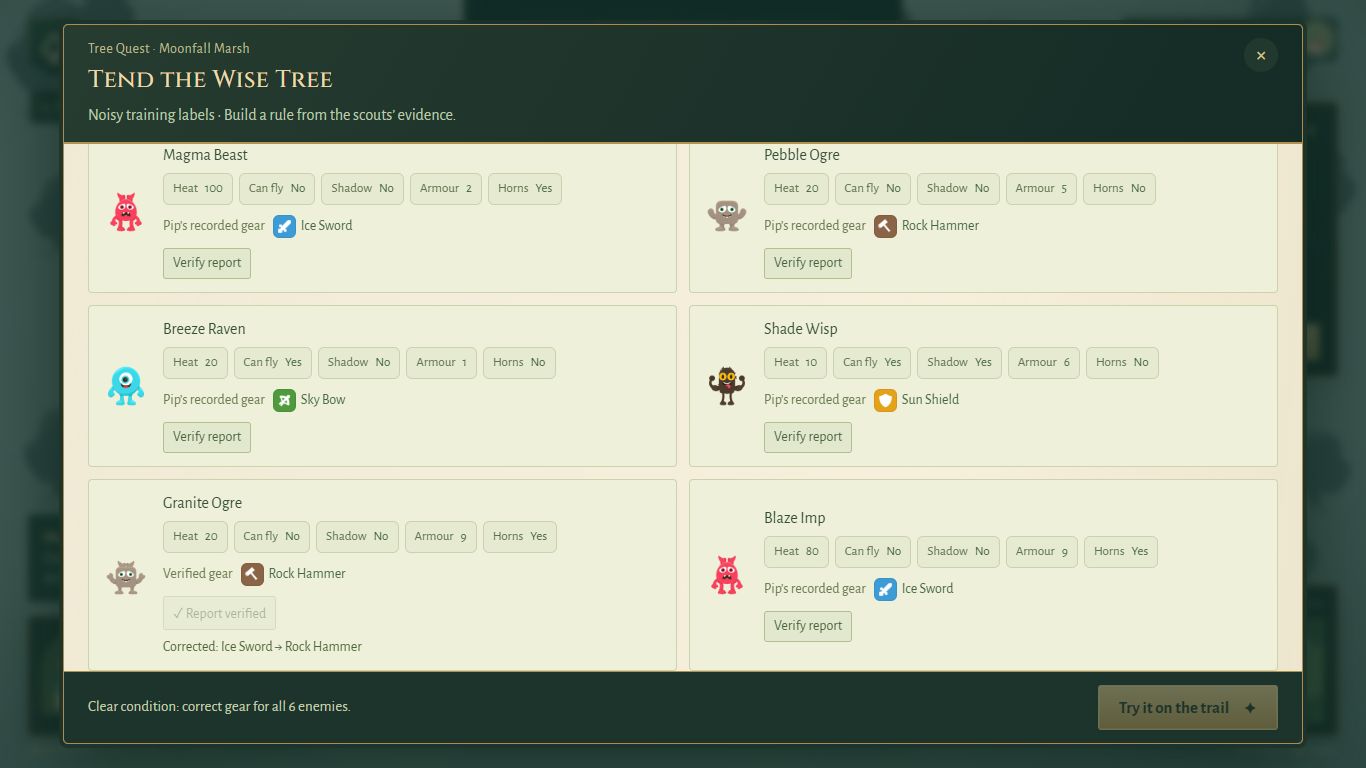 Tree Quest · Moonfall Marsh
Tend the Wise Tree
Noisy training labels · Build a rule from the scouts' evidence.
✕
Magma Beast
Heat 100 Can fly No Shadow No Armour 2 Horns Yes
Pip's recorded gear Ice Sword
Verify report
Pebble Ogre
Heat 20 Can fly No Shadow No Armour 5 Horns No
Pip's recorded gear Rock Hammer
Verify report
Breeze Raven
Heat 20 Can fly Yes Shadow No Armour 1 Horns No
Pip's recorded gear Sky Bow
Verify report
Shade Wisp
Heat 10 Can fly Yes Shadow Yes Armour 6 Horns No
Pip's recorded gear Sun Shield
Verify report
Granite Ogre
Heat 20 Can fly No Shadow No Armour 9 Horns Yes
Verified gear Rock Hammer
✓ Report verified
Corrected: Ice Sword → Rock Hammer
Blaze Imp
Heat 80 Can fly No Shadow No Armour 9 Horns Yes
Pip's recorded gear Ice Sword
Verify report
Clear condition: correct gear for all 6 enemies.
Try it on the trail ✦